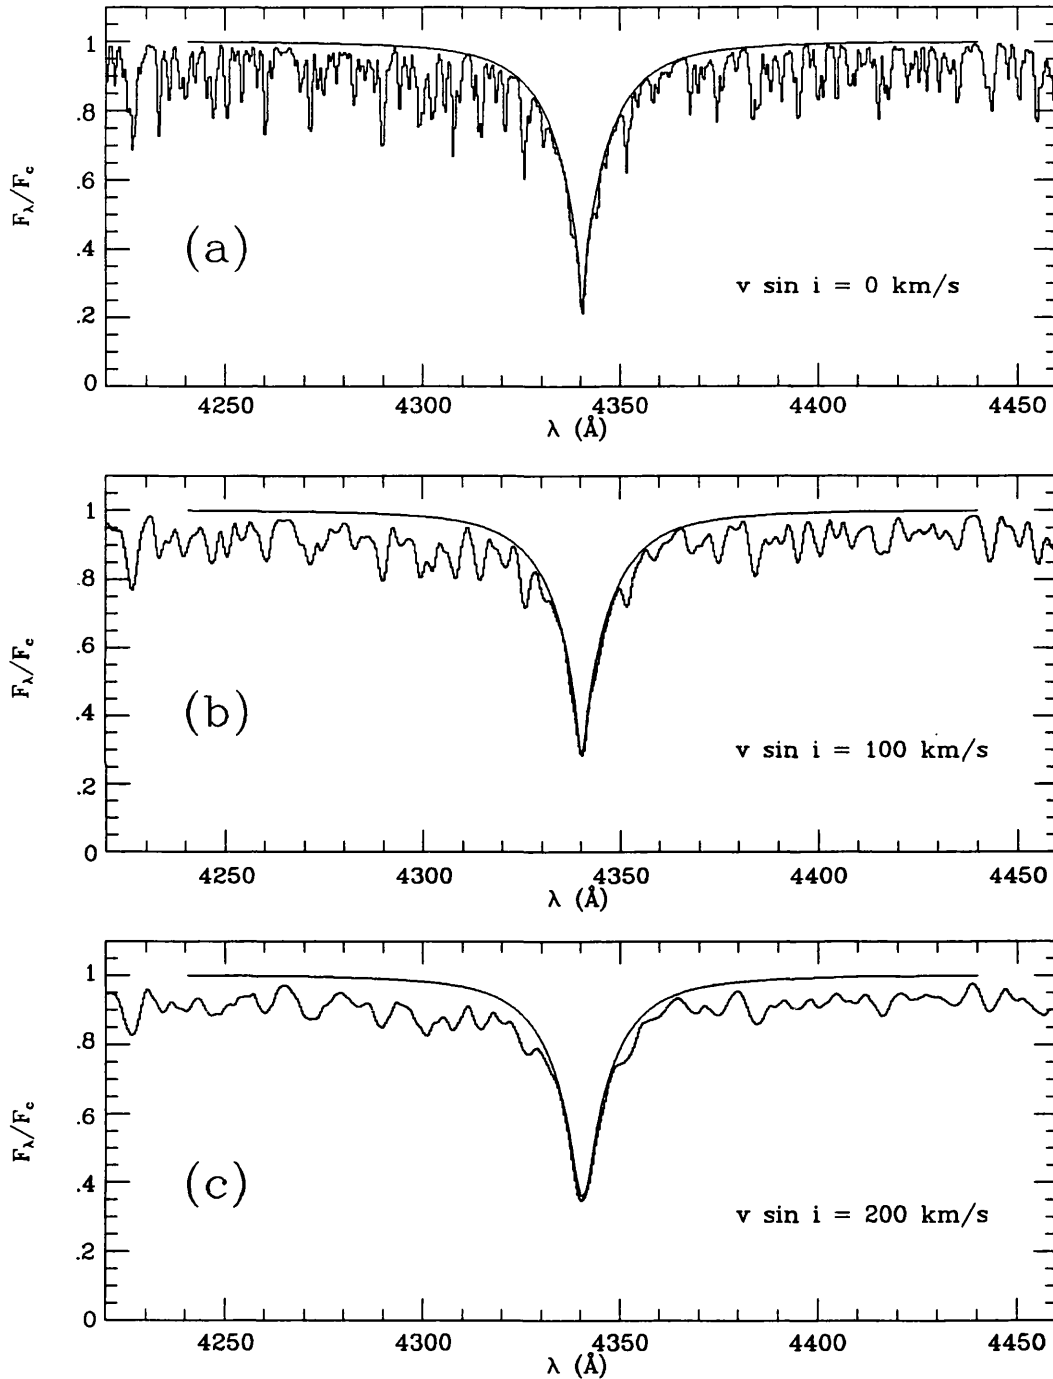 1
.8
.6
.4
.2
0
F_λ/F_c
(a)
v sin i = 0 km/s
4250 4300 4350 4400 4450
λ (Å)
1
.8
.6
.4
.2
0
F_λ/F_c
(b)
v sin i = 100 km/s
4250 4300 4350 4400 4450
λ (Å)
1
.8
.6
.4
.2
0
F_λ/F_c
(c)
v sin i = 200 km/s
4250 4300 4350 4400 4450
λ (Å)